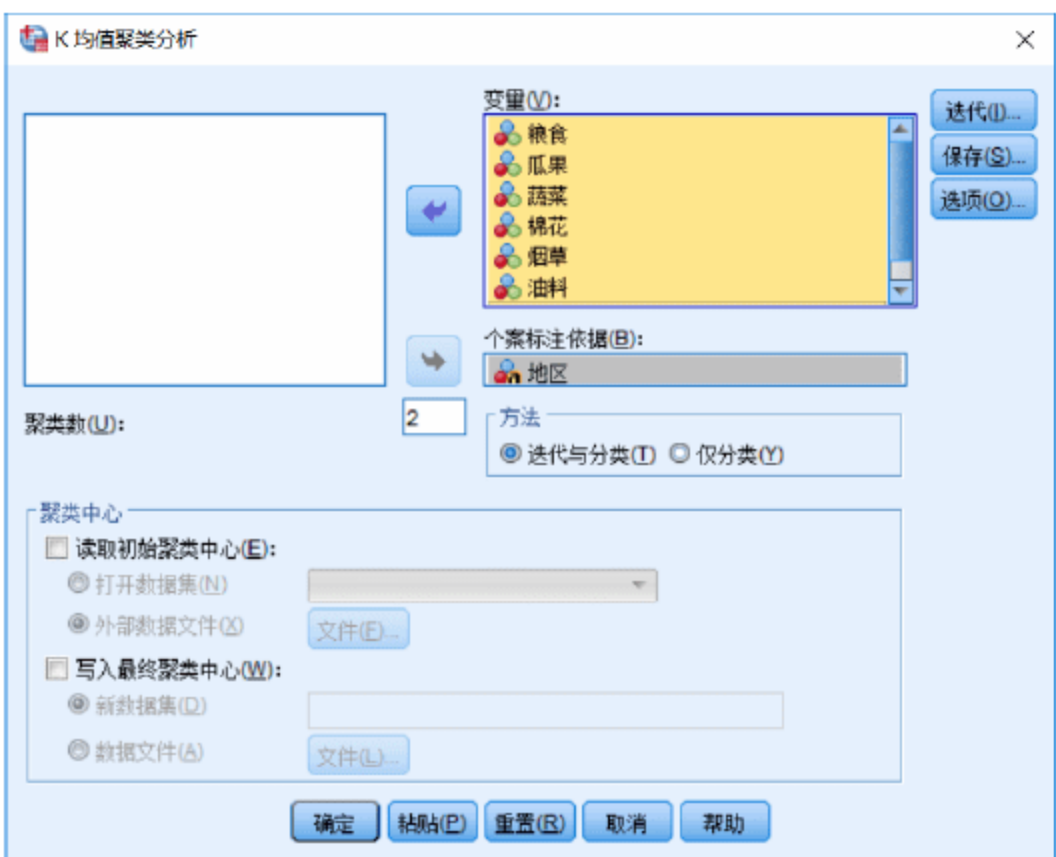 K 均值聚类分析
变量(V):
粮食
瓜果
蔬菜
棉花
烟草
油料
迭代(I)...
保存(S)...
选项(O)...
个案标注依据(B):
地区
聚类数(U):
2
方法
迭代与分类(T) 仅分类(Y)
聚类中心
读取初始聚类中心(E):
打开数据集(N)
外部数据文件(X)
文件(F)...
写入最终聚类中心(W):
新数据集(D)
数据文件(A)
文件(L)...
确定 粘贴(P) 重置(R) 取消 帮助